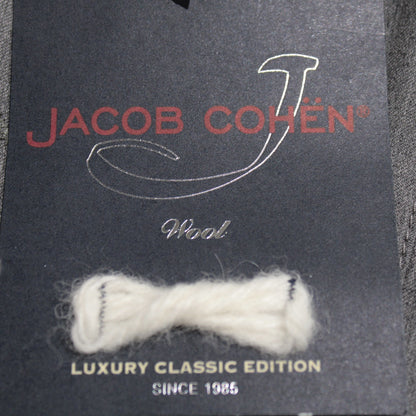 JACOB COHËN®
J
Wool
LUXURY CLASSIC EDITION
SINCE 1985